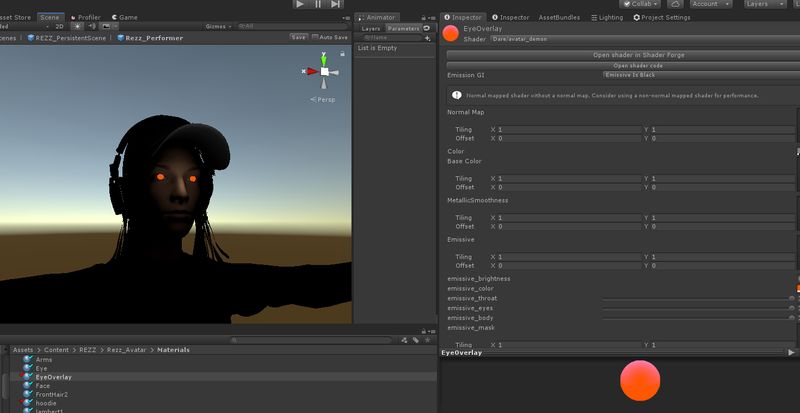 Asset Store Profiler Game
Scene
2D All
Scenes REZZ_PersistentScene Rezz_Performer Save Auto Save
y
x
Persp
Animator
Layers Parameters
Name
List is Empty
Collab Account Layers
Inspector Inspector AssetBundles Lighting Project Settings
EyeOverlay
Shader Dare/avatar_demon
Open shader in Shader Forge
Open shader code
Emission GI Emissive Is Black
Normal mapped shader without a normal map. Consider using a non-normal mapped shader for performance.
Normal Map
Tiling X 1 Y 1
Offset X 0 Y 0
Color
Base Color
Tiling X 1 Y 1
Offset X 0 Y 0
MetallicSmoothness
Tiling X 1 Y 1
Offset X 0 Y 0
Emissive
Tiling X 1 Y 1
Offset X 0 Y 0
emissive_brightness
emissive_color
emissive_throat
emissive_eyes
emissive_body
emissive_mask
Tiling X 1 Y 1
EyeOverlay
Assets Content REZZ Rezz_Avatar Materials
Arms
Eye
EyeOverlay
Face
FrontHair2
hoodie
lambert1